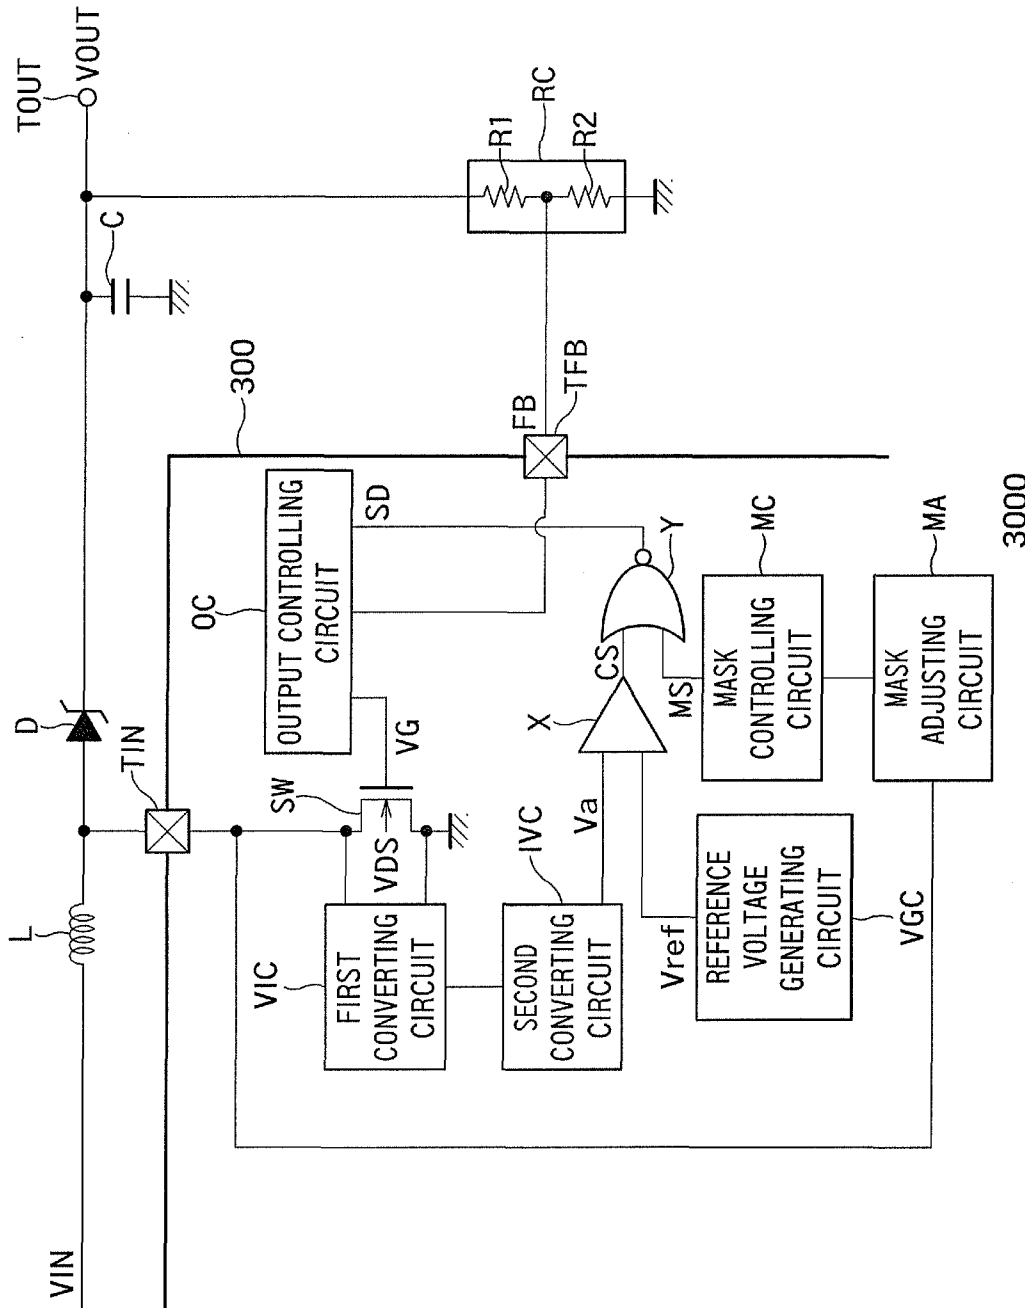 VIN
L
D
TOUT
VOUT
TIN
C
300
OC
OUTPUT CONTROLLING
CIRCUIT
SD
FB
TFB
R1
R2
RC
SW
VDS
VG
VIC
FIRST
CONVERTING
CIRCUIT
IVC
SECOND
CONVERTING
CIRCUIT
Va
X
CS
Y
MS
MASK
CONTROLLING
CIRCUIT
MC
Vref
REFERENCE
VOLTAGE
GENERATING
CIRCUIT
VGC
MASK
ADJUSTING
CIRCUIT
MA
3000